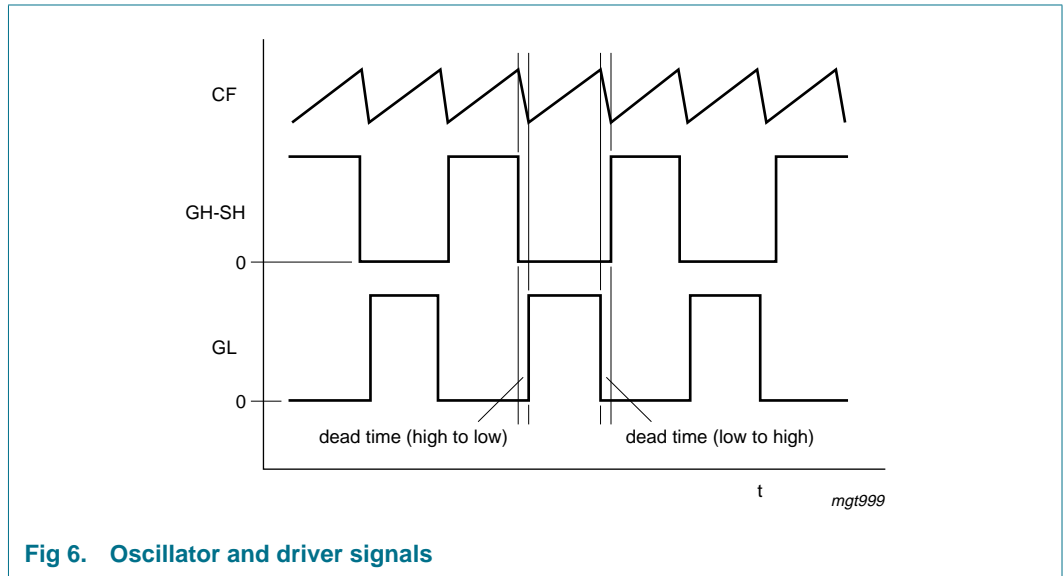 CF
GH-SH
0
GL
0
dead time (high to low)
dead time (low to high)
t
mgt999
Fig 6. Oscillator and driver signals